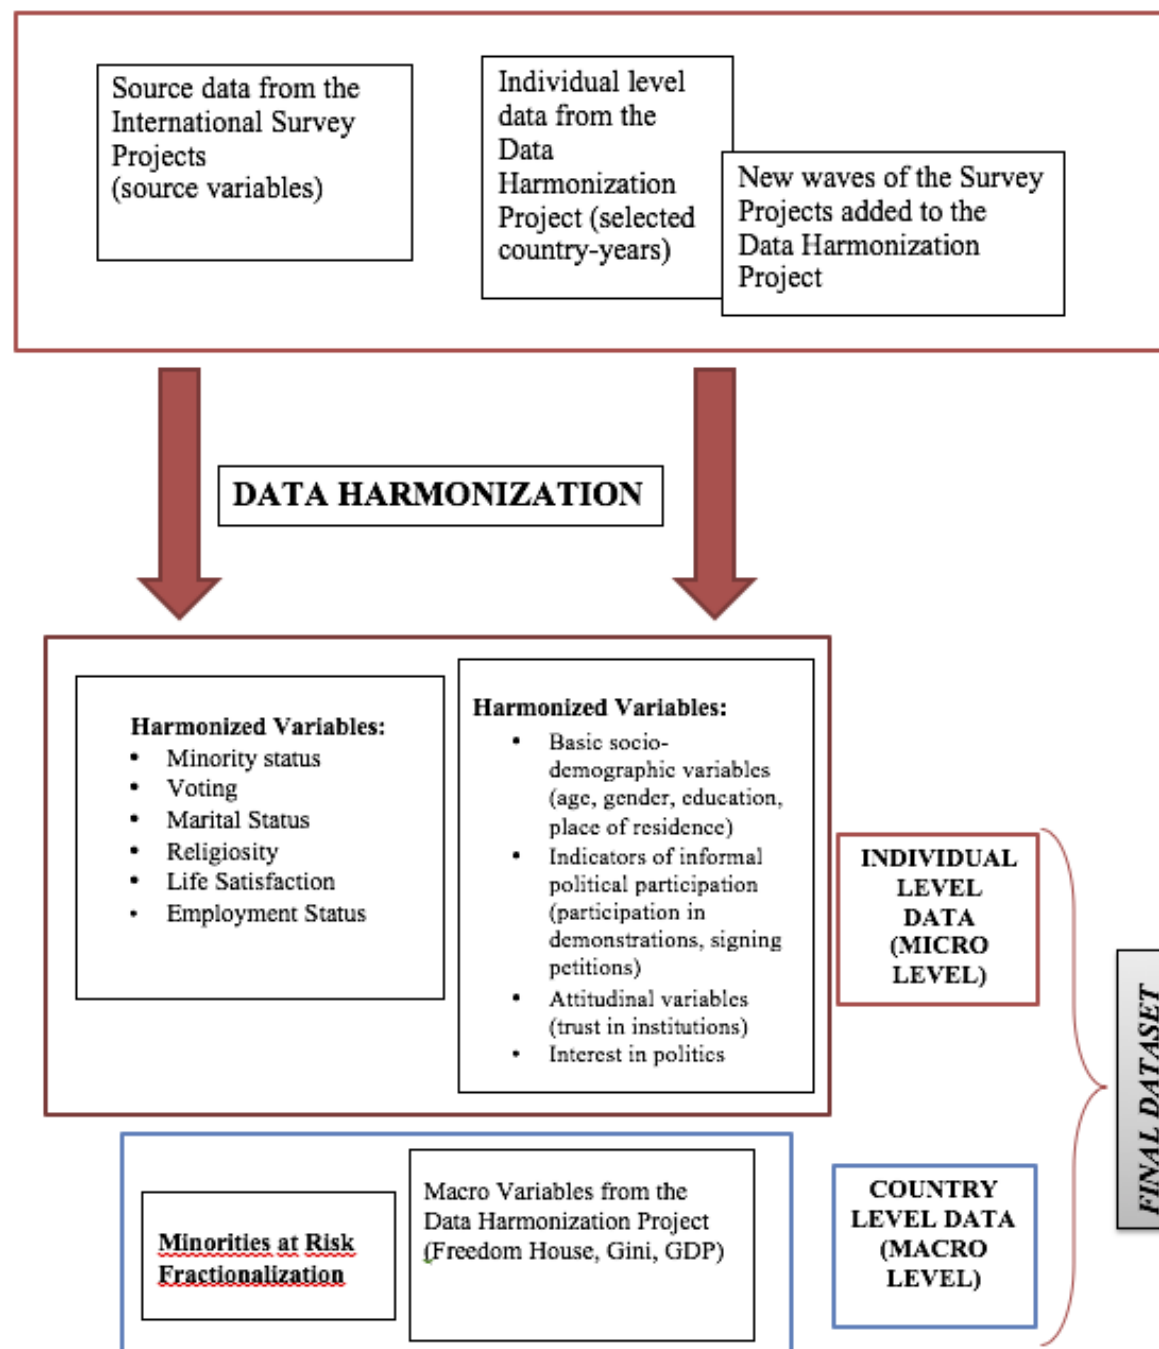 Source data from the
International Survey
Projects
(source variables)
Individual level
data from the
Data
Harmonization
Project (selected
country-years)
New waves of the Survey
Projects added to the
Data Harmonization
Project
DATA HARMONIZATION
Harmonized Variables:
• Minority status
• Voting
• Marital Status
• Religiosity
• Life Satisfaction
• Employment Status
Harmonized Variables:
• Basic socio-
demographic variables
(age, gender, education,
place of residence)
• Indicators of informal
political participation
(participation in
demonstrations, signing
petitions)
• Attitudinal variables
(trust in institutions)
• Interest in politics
INDIVIDUAL
LEVEL
DATA
(MICRO
LEVEL)
FINAL DATASET
Minorities at Risk
Fractionalization
Macro Variables from the
Data Harmonization Project
(Freedom House, Gini, GDP)
COUNTRY
LEVEL DATA
(MACRO
LEVEL)